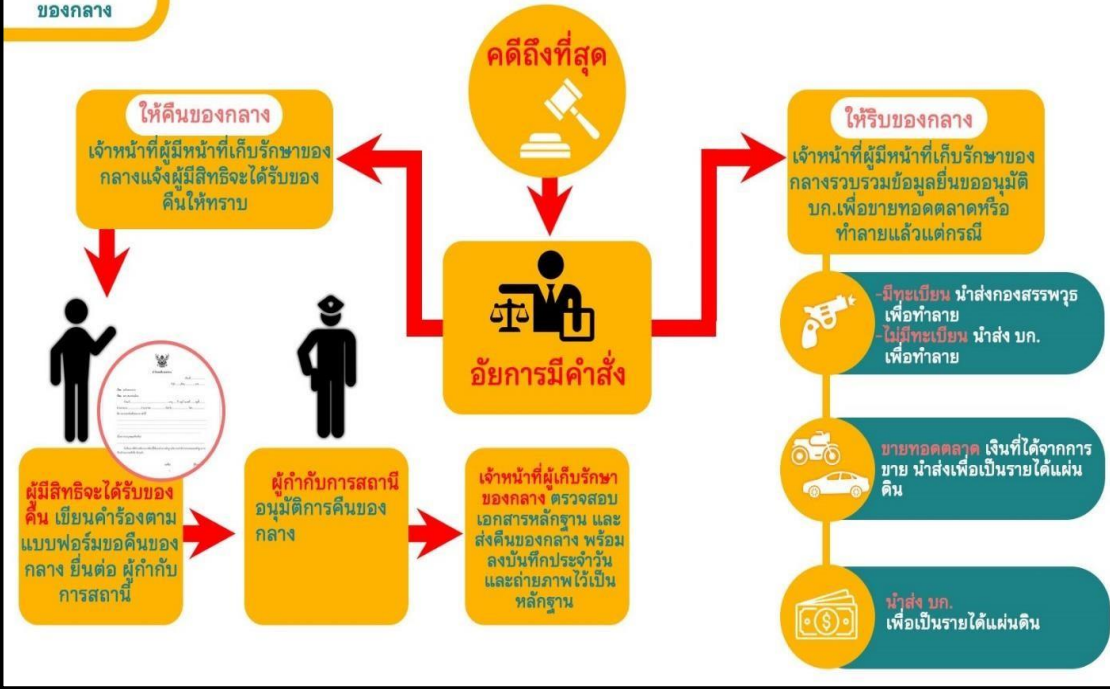 ของกลาง
คดีถึงที่สุด
ให้คืนของกลาง
เจ้าหน้าที่ผู้มีหน้าที่เก็บรักษาของ
กลางแจ้งผู้มีสิทธิจะได้รับของ
คืนให้ทราบ
ให้ริบของกลาง
เจ้าหน้าที่ผู้มีหน้าที่เก็บรักษาของ
กลางรวบรวมข้อมูลยื่นขออนุมัติ
บก.เพื่อขายทอดตลาดหรือ
ทำลายแล้วแต่กรณี
อัยการมีคำสั่ง
-มีทะเบียน นำส่งกองสรรพวุธ
เพื่อทำลาย
-ไม่มีทะเบียน นำส่ง บก.
เพื่อทำลาย
ขายทอดตลาด เงินที่ได้จากการ
ขาย นำส่งเพื่อเป็นรายได้แผ่น
ดิน
นำส่ง บก.
เพื่อเป็นรายได้แผ่นดิน
ผู้มีสิทธิจะได้รับของ
คืน เขียนคำร้องตาม
แบบฟอร์มขอคืนของ
กลาง ยื่นต่อ ผู้กำกับ
การสถานี
ผู้กำกับการสถานี
อนุมัติการคืนของ
กลาง
เจ้าหน้าที่ผู้เก็บรักษา
ของกลาง ตรวจสอบ
เอกสารหลักฐาน และ
ส่งคืนของกลาง พร้อม
ลงบันทึกประจำวัน
และถ่ายภาพไว้เป็น
หลักฐาน